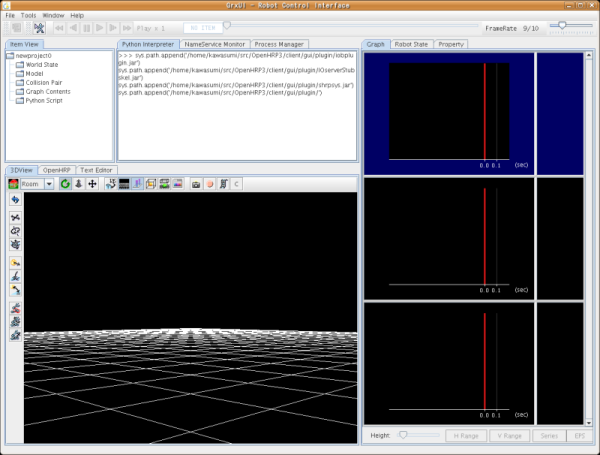 GrxUI - Robot Control Interface
File Tools Window Help
Play x 1
NO ITEM
FrameRate 9/10
Item View
Python Interpreter NameService Monitor Process Manager
Graph Robot State Property
newproject0
World State
Model
Collision Pair
Graph Contents
Python Script
>>> sys.path.append("/home/kawasumi/src/OpenHRP3/client/gui/plugin/iobplu
gin.jar")
sys.path.append("/home/kawasumi/src/OpenHRP3/client/gui/plugin/IOserverStub
skel.jar")
sys.path.append("/home/kawasumi/src/OpenHRP3/client/gui/plugin/shrpsys.jar")
sys.path.append("/home/kawasumi/src/OpenHRP3/client/gui/plugin/")
0.0 0.1 (sec)
3DView OpenHRP Text Editor
Room
C
0.0 0.1 (sec)
0.0 0.1 (sec)
Height: H Range V Range Series EPS